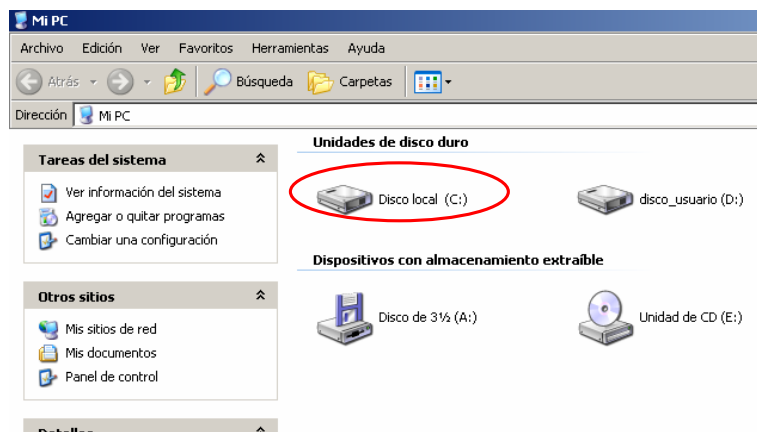 Mi PC
Archivo Edición Ver Favoritos Herramientas Ayuda
Atrás Búsqueda Carpetas
Dirección Mi PC
Tareas del sistema
Ver información del sistema
Agregar o quitar programas
Cambiar una configuración
Otros sitios
Mis sitios de red
Mis documentos
Panel de control
Detalles
Unidades de disco duro
Disco local (C:)
disco_usuario (D:)
Dispositivos con almacenamiento extraíble
Disco de 3½ (A:)
Unidad de CD (E:)